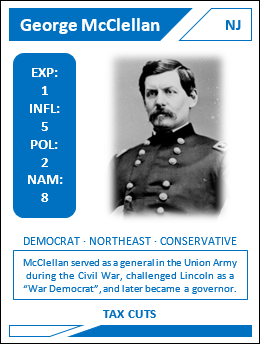 George McClellan NJ
EXP:
1
INFL:
5
POL:
2
NAM:
8
DEMOCRAT · NORTHEAST · CONSERVATIVE
McClellan served as a general in the Union Army
during the Civil War, challenged Lincoln as a
“War Democrat”, and later became a governor.
TAX CUTS